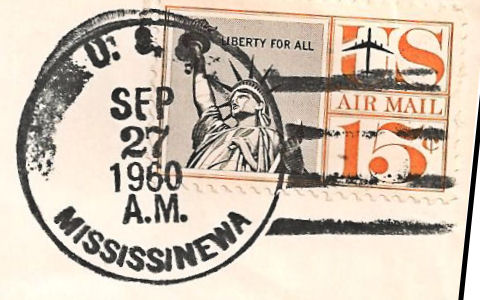 U. S.
SEP
27
1960
A.M.
MISSISSINEWA
LIBERTY FOR ALL
US
AIR MAIL
15¢